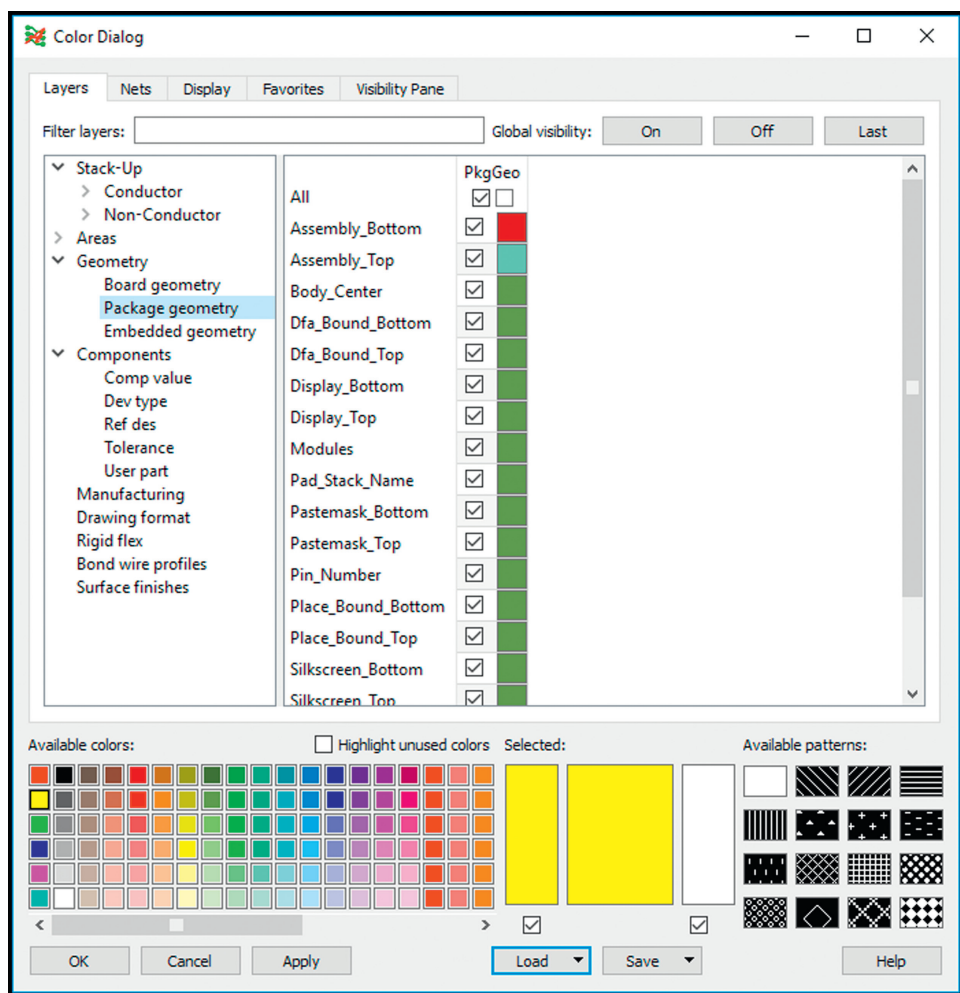 Color Dialog
Layers Nets Display Favorites Visibility Pane
Filter layers: Global visibility: On Off Last
Stack-Up
Conductor
Non-Conductor
Areas
Geometry
Board geometry
Package geometry
Embedded geometry
Components
Comp value
Dev type
Ref des
Tolerance
User part
Manufacturing
Drawing format
Rigid flex
Bond wire profiles
Surface finishes
PkgGeo
All
Assembly_Bottom
Assembly_Top
Body_Center
Dfa_Bound_Bottom
Dfa_Bound_Top
Display_Bottom
Display_Top
Modules
Pad_Stack_Name
Pastemask_Bottom
Pastemask_Top
Pin_Number
Place_Bound_Bottom
Place_Bound_Top
Silkscreen_Bottom
Silkscreen_Top
Available colors: Highlight unused colors Selected: Available patterns:
OK Cancel Apply Load Save Help